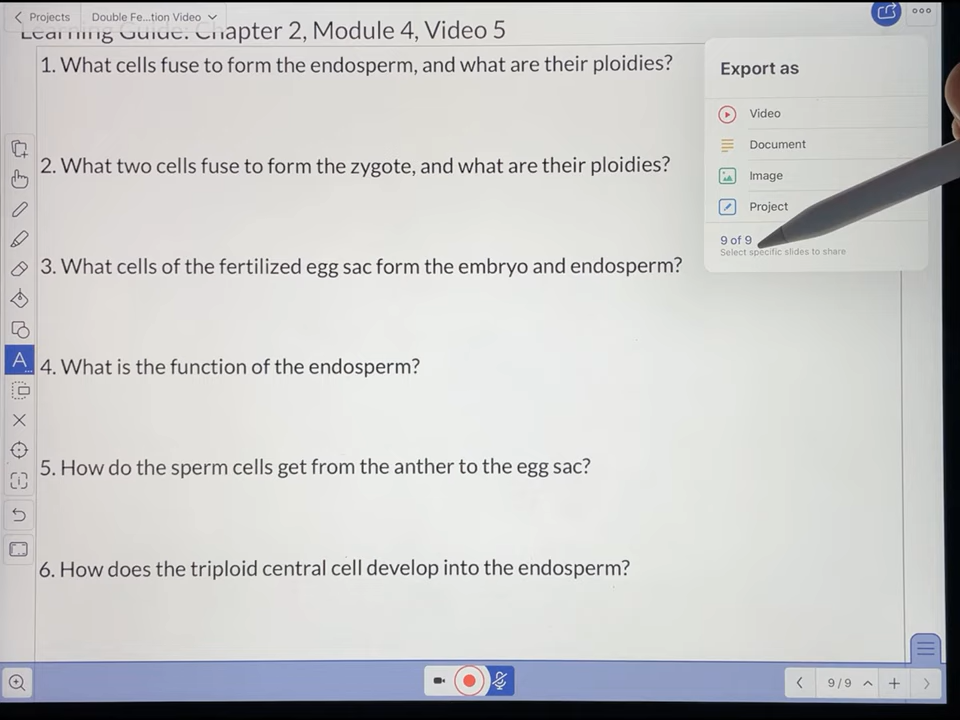 Projects
Double Fe...tion Video
Learning Guide: Chapter 2, Module 4, Video 5
1. What cells fuse to form the endosperm, and what are their ploidies?
2. What two cells fuse to form the zygote, and what are their ploidies?
3. What cells of the fertilized egg sac form the embryo and endosperm?
4. What is the function of the endosperm?
5. How do the sperm cells get from the anther to the egg sac?
6. How does the triploid central cell develop into the endosperm?
Export as
Video
Document
Image
Project
9 of 9
Select specific slides to share
A
9/9